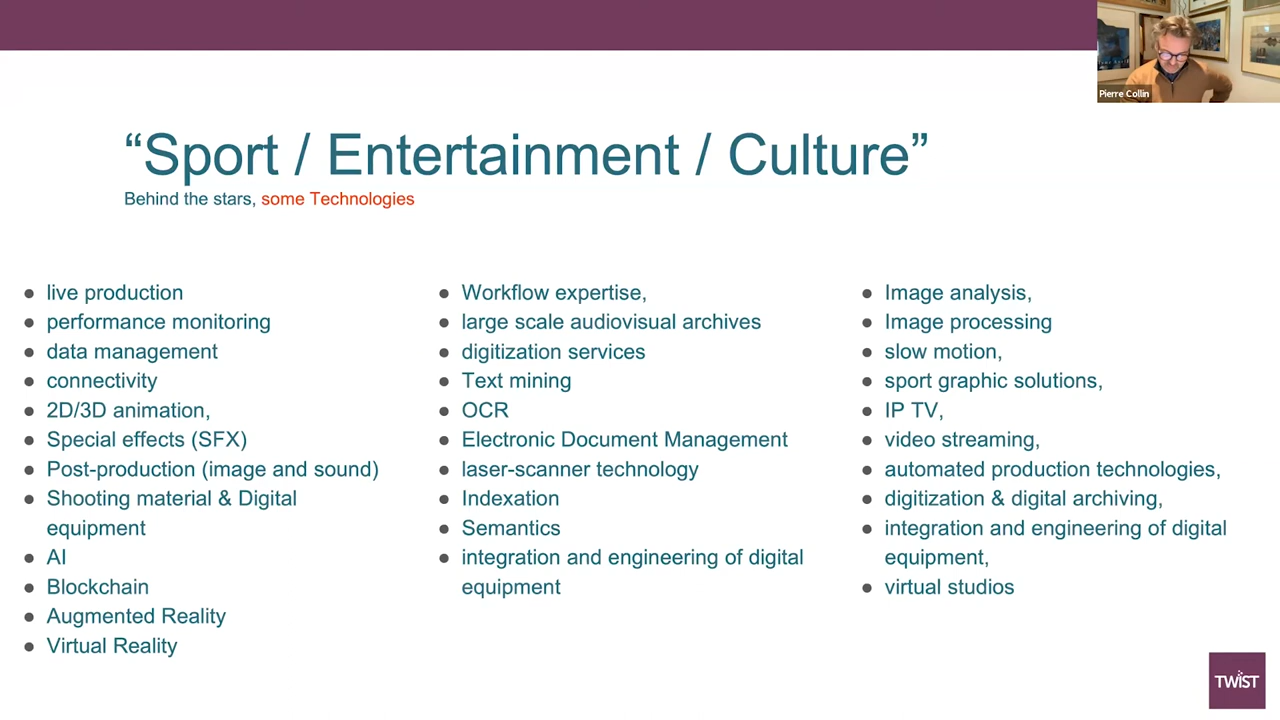 Pierre Collin
“Sport / Entertainment / Culture”
Behind the stars, some Technologies
● live production
● performance monitoring
● data management
● connectivity
● 2D/3D animation,
● Special effects (SFX)
● Post-production (image and sound)
● Shooting material & Digital
equipment
● AI
● Blockchain
● Augmented Reality
● Virtual Reality
● Workflow expertise,
● large scale audiovisual archives
● digitization services
● Text mining
● OCR
● Electronic Document Management
● laser-scanner technology
● Indexation
● Semantics
● integration and engineering of digital
equipment
● Image analysis,
● Image processing
● slow motion,
● sport graphic solutions,
● IP TV,
● video streaming,
● automated production technologies,
● digitization & digital archiving,
● integration and engineering of digital
equipment,
● virtual studios
TWiST